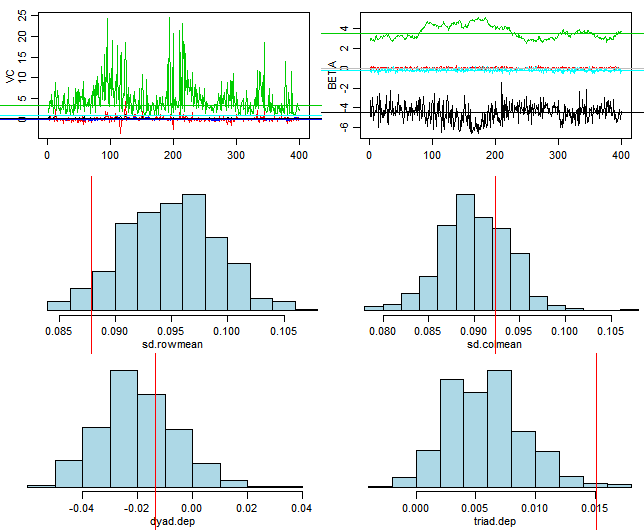 VC
0 5 10 15 20 25
0 100 200 300 400
BETA
-6 -4 -2 0 2 4
0 100 200 300 400
0.085 0.090 0.095 0.100 0.105
sd.rowmean
0.080 0.085 0.090 0.095 0.100 0.105
sd.colmean
-0.04 -0.02 0.00 0.02 0.04
dyad.dep
0.000 0.005 0.010 0.015
triad.dep